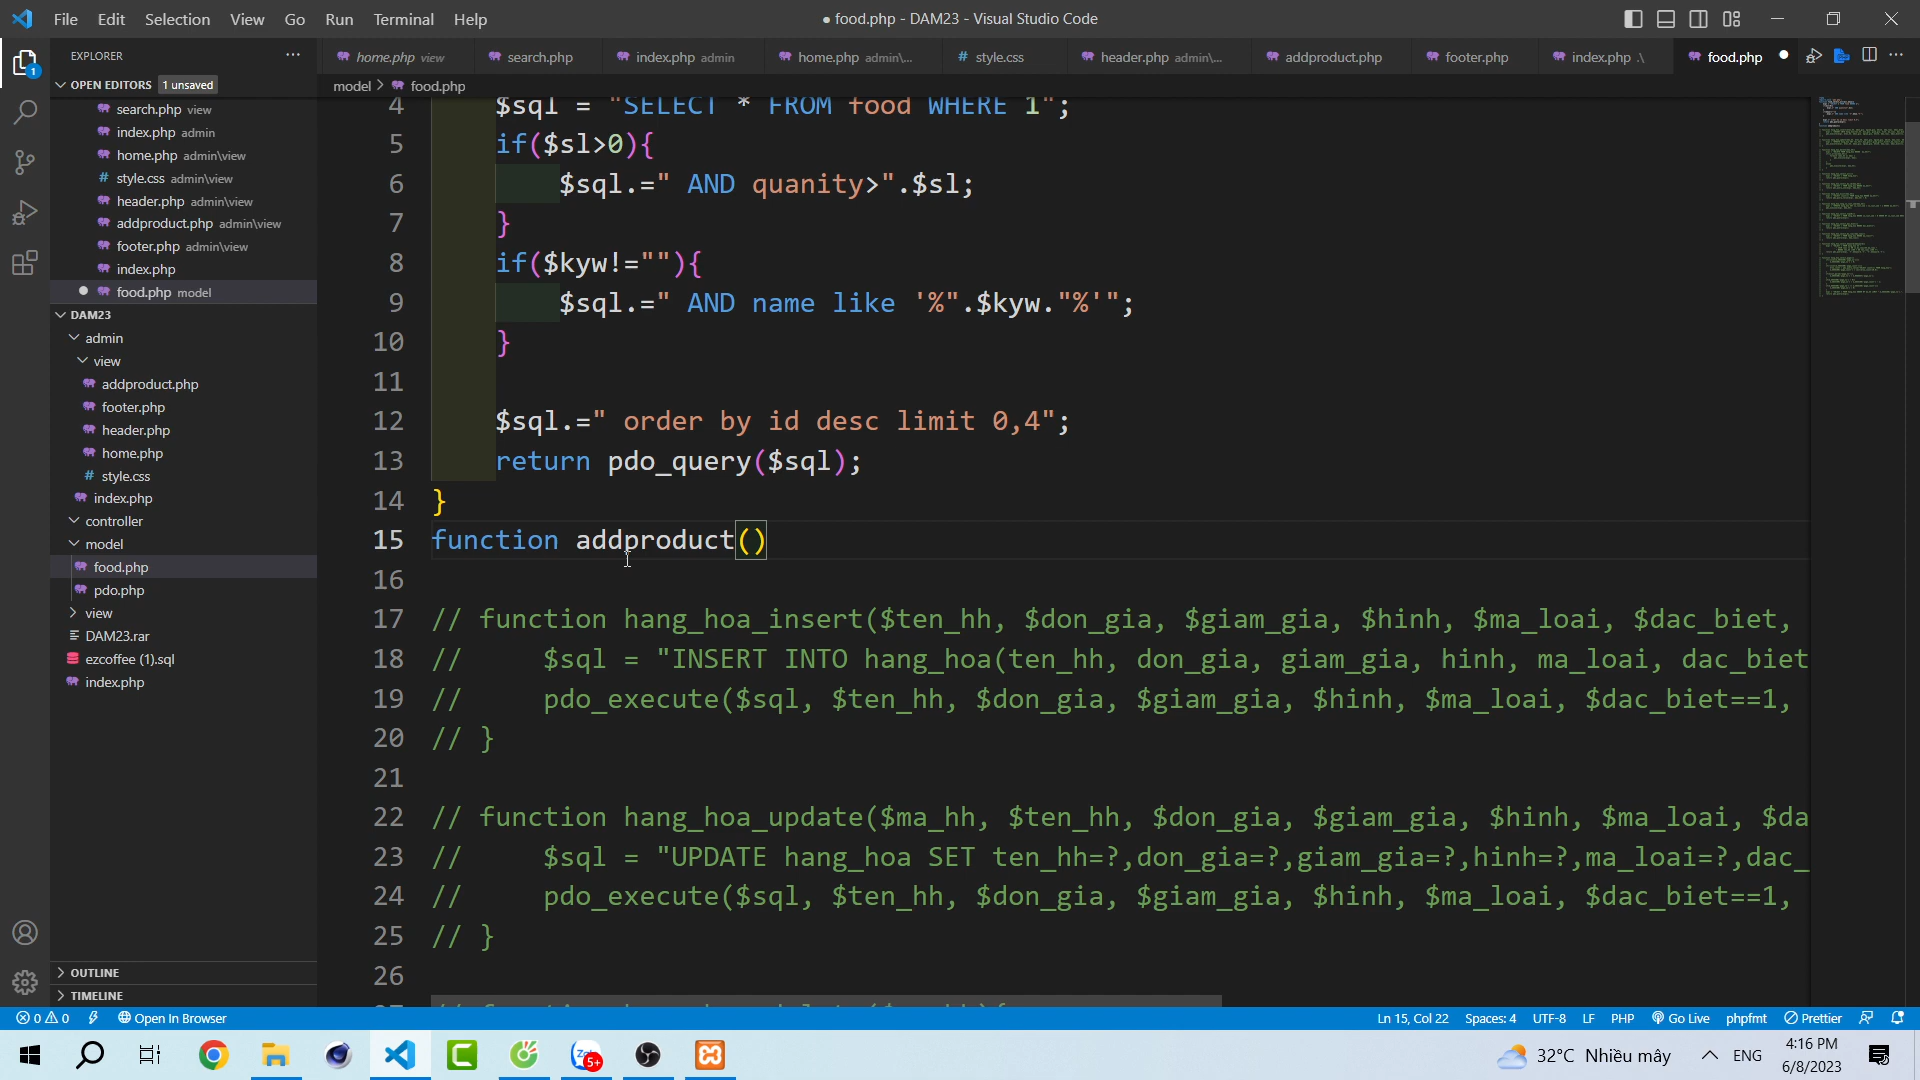 File Edit Selection View Go Run Terminal Help
● food.php - DAM23 - Visual Studio Code
EXPLORER
home.php view
search.php
index.php admin
home.php admin\...
style.css
header.php admin\...
addproduct.php
footer.php
index.php .\
food.php
OPEN EDITORS 1 unsaved
search.php view
index.php admin
home.php admin\view
style.css admin\view
header.php admin\view
addproduct.php admin\view
footer.php admin\view
index.php
food.php model
DAM23
admin
view
addproduct.php
footer.php
header.php
home.php
style.css
index.php
controller
model
food.php
pdo.php
view
DAM23.rar
ezcoffee (1).sql
index.php
OUTLINE
TIMELINE
model > food.php
4 $sql = "SELECT * FROM food WHERE 1";
5 if($sl>0){
6 $sql.=" AND quanity>".$sl;
7 }
8 if($kyw!=""){
9 $sql.=" AND name like '%".$kyw."%'";
10 }
11
12 $sql.=" order by id desc limit 0,4";
13 return pdo_query($sql);
14 }
15 function addproduct()
16
17 // function hang_hoa_insert($ten_hh, $don_gia, $giam_gia, $hinh, $ma_loai, $dac_biet,
18 // $sql = "INSERT INTO hang_hoa(ten_hh, don_gia, giam_gia, hinh, ma_loai, dac_biet
19 // pdo_execute($sql, $ten_hh, $don_gia, $giam_gia, $hinh, $ma_loai, $dac_biet==1,
20 // }
21
22 // function hang_hoa_update($ma_hh, $ten_hh, $don_gia, $giam_gia, $hinh, $ma_loai, $da
23 // $sql = "UPDATE hang_hoa SET ten_hh=?,don_gia=?,giam_gia=?,hinh=?,ma_loai=?,dac_
24 // pdo_execute($sql, $ten_hh, $don_gia, $giam_gia, $hinh, $ma_loai, $dac_biet==1,
25 // }
26
0 0 Open In Browser
Ln 15, Col 22 Spaces: 4 UTF-8 LF PHP Go Live phpfmt Prettier
32°C Nhiều mây ENG
4:16 PM
6/8/2023